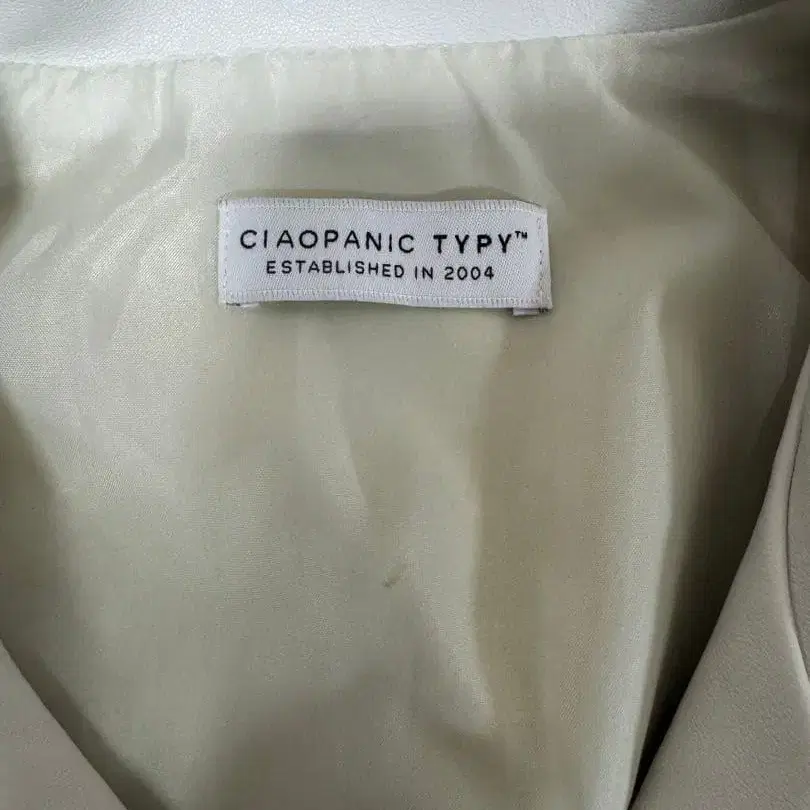 CIAOPANIC TYPY™
ESTABLISHED IN 2004